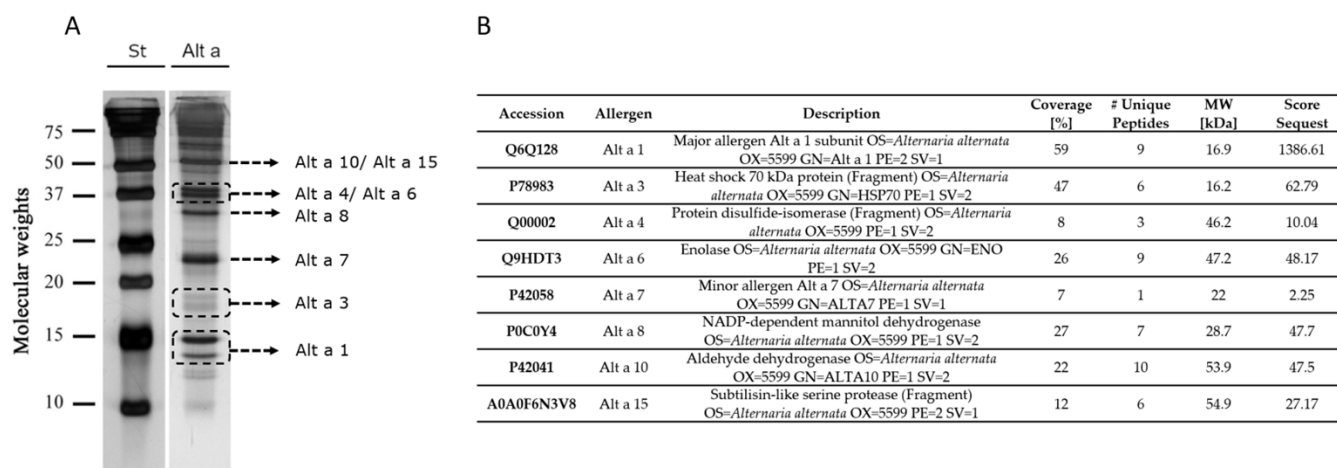 A
B
St
Alt a
Molecular weights
75
50
37
25
20
15
10
Alt a 10/ Alt a 15
Alt a 4/ Alt a 6
Alt a 8
Alt a 7
Alt a 3
Alt a 1
Accession Allergen Description Coverage [%] # Unique Peptides MW [kDa] Score Sequest
Q6Q128 Alt a 1 Major allergen Alt a 1 subunit OS=Alternaria alternata OX=5599 GN=Alt a 1 PE=2 SV=1 59 9 16.9 1386.61
P78983 Alt a 3 Heat shock 70 kDa protein (Fragment) OS=Alternaria alternata OX=5599 GN=HSP70 PE=1 SV=2 47 6 16.2 62.79
Q00002 Alt a 4 Protein disulfide-isomerase (Fragment) OS=Alternaria alternata OX=5599 PE=1 SV=2 8 3 46.2 10.04
Q9HDT3 Alt a 6 Enolase OS=Alternaria alternata OX=5599 GN=ENO PE=1 SV=2 26 9 47.2 48.17
P42058 Alt a 7 Minor allergen Alt a 7 OS=Alternaria alternata OX=5599 GN=ALTA7 PE=1 SV=1 7 1 22 2.25
P0C0Y4 Alt a 8 NADP-dependent mannitol dehydrogenase OS=Alternaria alternata OX=5599 PE=1 SV=2 27 7 28.7 47.7
P42041 Alt a 10 Aldehyde dehydrogenase OS=Alternaria alternata OX=5599 GN=ALTA10 PE=1 SV=2 22 10 53.9 47.5
A0A0F6N3V8 Alt a 15 Subtilisin-like serine protease (Fragment) OS=Alternaria alternata OX=5599 PE=2 SV=1 12 6 54.9 27.17